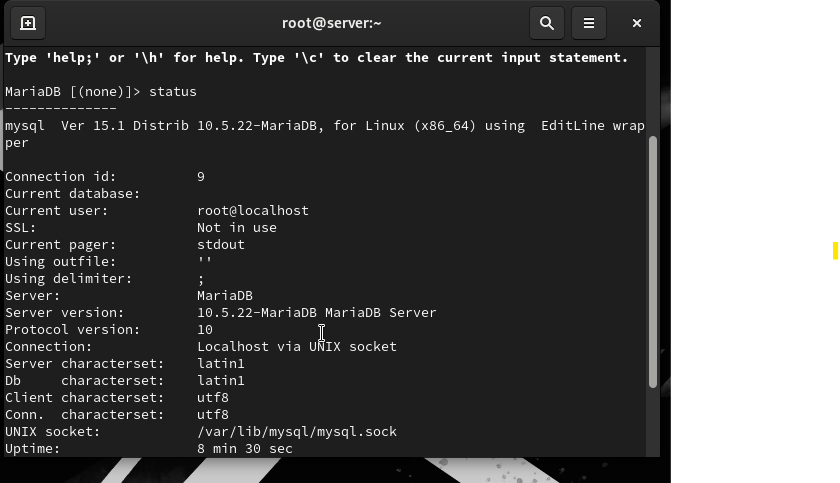 root@server:~
Type 'help;' or '\h' for help. Type '\c' to clear the current input statement.
MariaDB [(none)]> status
--------------
mysql  Ver 15.1 Distrib 10.5.22-MariaDB, for Linux (x86_64) using  EditLine wrap
per
Connection id:          9
Current database:
Current user:           root@localhost
SSL:                    Not in use
Current pager:          stdout
Using outfile:          ''
Using delimiter:        ;
Server:                 MariaDB
Server version:         10.5.22-MariaDB MariaDB Server
Protocol version:       10
Connection:             Localhost via UNIX socket
Server characterset:    latin1
Db     characterset:    latin1
Client characterset:    utf8
Conn.  characterset:    utf8
UNIX socket:            /var/lib/mysql/mysql.sock
Uptime:                 8 min 30 sec